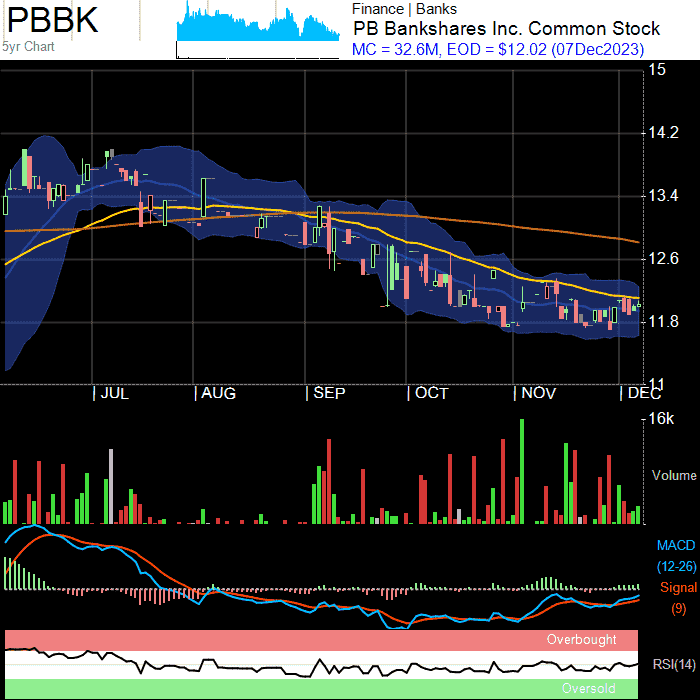 PBBK
5yr Chart
Finance | Banks
PB Bankshares Inc. Common Stock
MC = 32.6M, EOD = $12.02 (07Dec2023)
15
14.2
13.4
12.6
11.8
11
| JUL | AUG | SEP | OCT | NOV | DEC
16k
Volume
MACD
(12-26)
Signal
(9)
Overbought
RSI(14)
Oversold